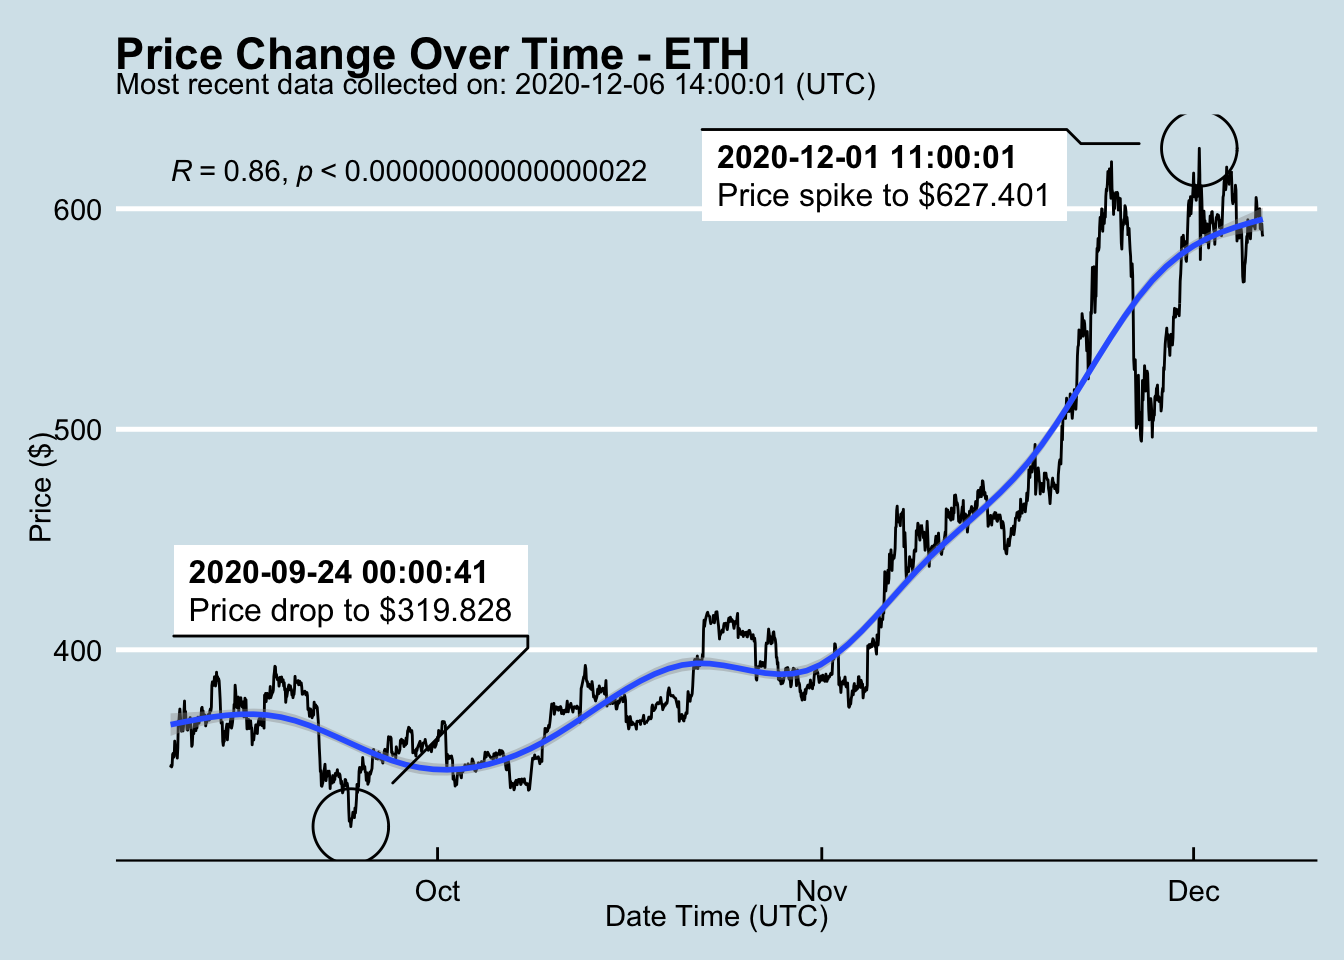 Price Change Over Time - ETH
Most recent data collected on: 2020-12-06 14:00:01 (UTC)
R = 0.86, p < 0.00000000000000022
2020-12-01 11:00:01
Price spike to $627.401
600
500
Price ($)
2020-09-24 00:00:41
Price drop to $319.828
400
Oct
Nov
Dec
Date Time (UTC)